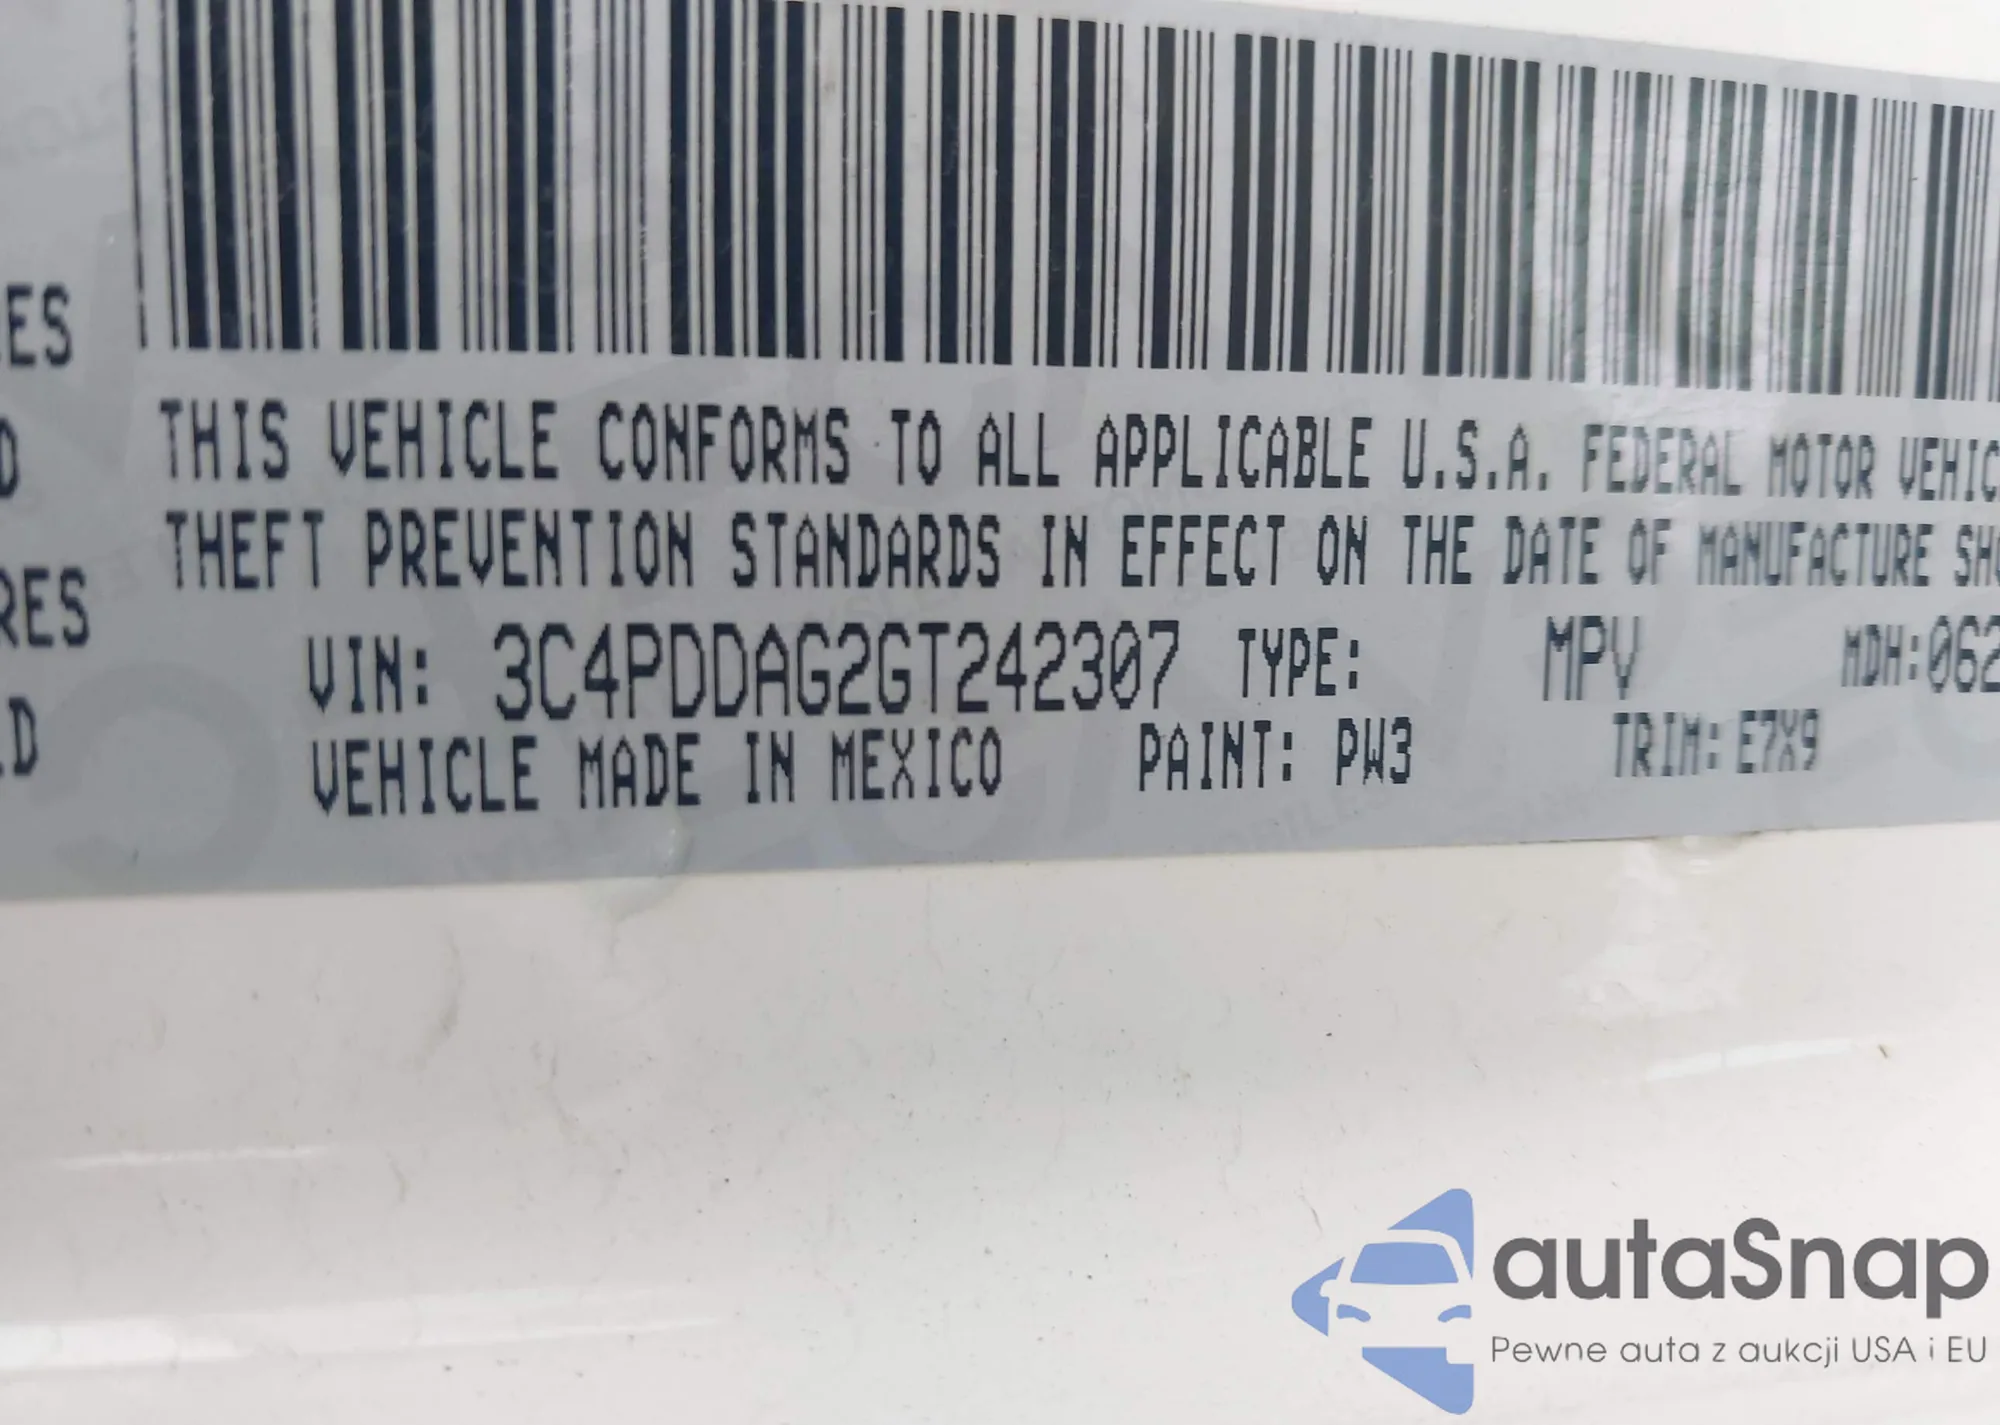 THIS VEHICLE CONFORMS TO ALL APPLICABLE U.S.A. FEDERAL MOTOR VEHIC
THEFT PREVENTION STANDARDS IN EFFECT ON THE DATE OF MANUFACTURE SHO
VIN: 3C4PDDAG2GT242307 TYPE: MPV MDH:062
VEHICLE MADE IN MEXICO PAINT: PW3 TRIM: E7X9
ES
D
RES
LD
autaSnap
Pewne auta z aukcji USA i EU